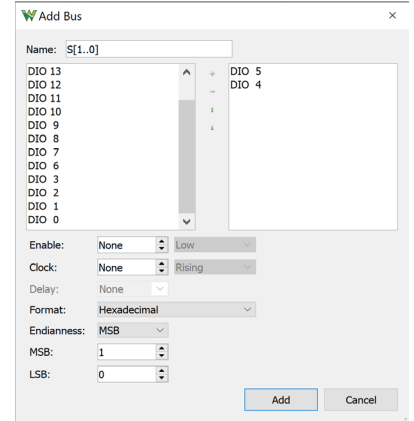 Add Bus
Name: S[1..0]
DIO 13
DIO 12
DIO 11
DIO 10
DIO 9
DIO 8
DIO 7
DIO 6
DIO 3
DIO 2
DIO 1
DIO 0
DIO 5
DIO 4
Enable: None Low
Clock: None Rising
Delay: None
Format: Hexadecimal
Endianness: MSB
MSB: 1
LSB: 0
Add Cancel